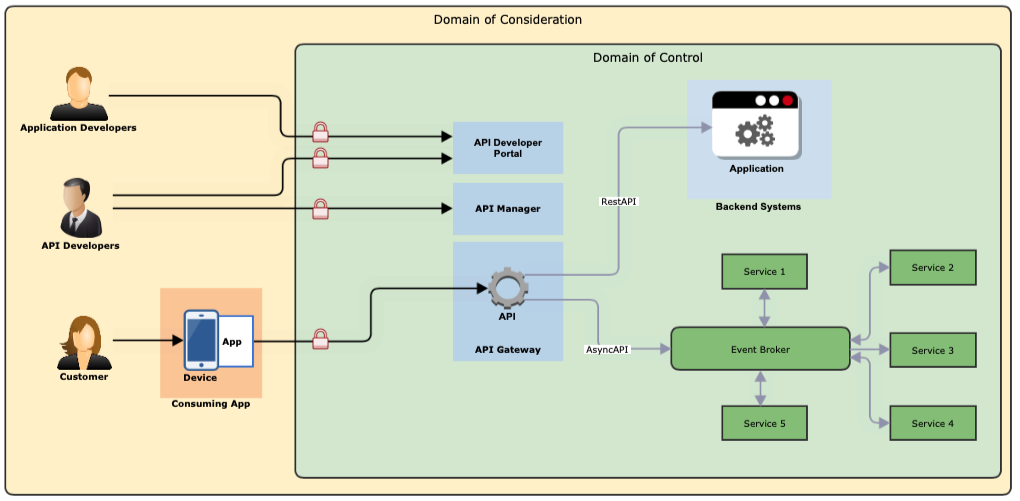 Domain of Consideration
Domain of Control
Application Developers
API Developer
Portal
Application
Backend Systems
RestAPI
API Manager
API Developers
API
API Gateway
AsyncAPI
Service 1
Service 2
Event Broker
Service 3
Service 5
Service 4
App
Device
Customer
Consuming App